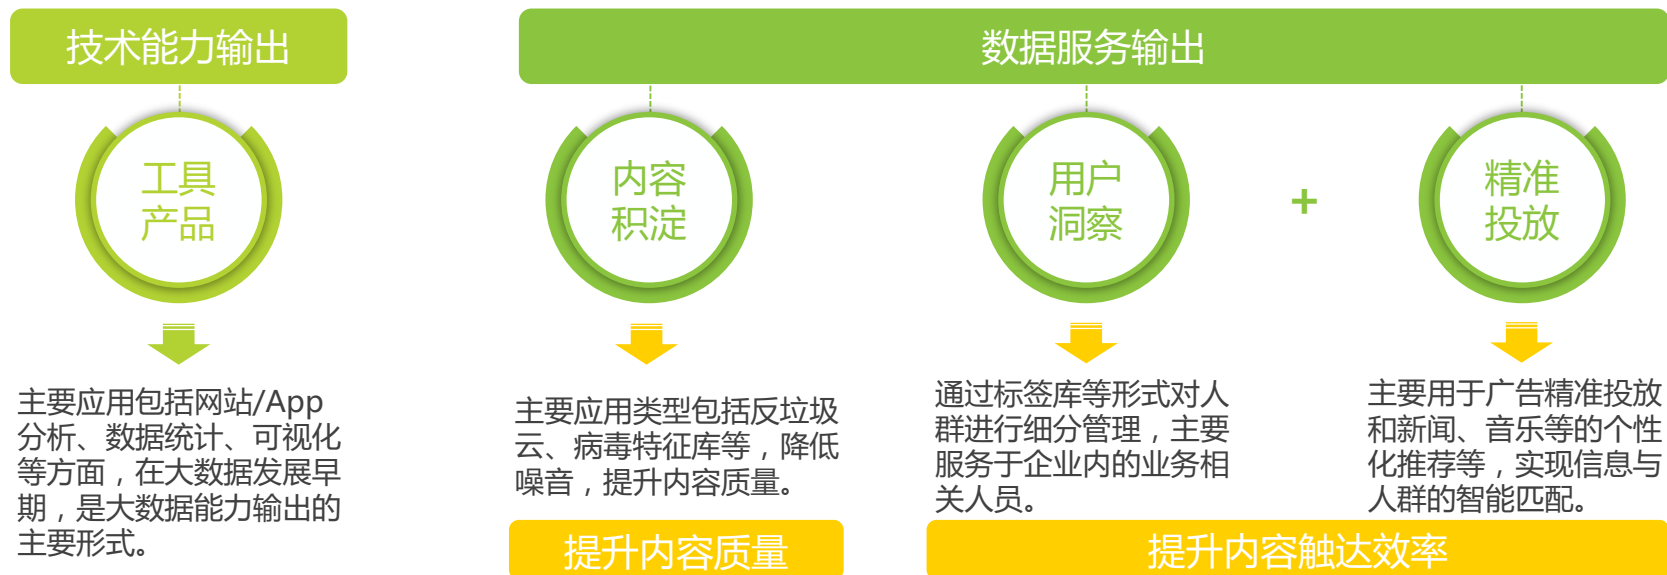 技术能力输出
数据服务输出
工具
产品
内容
积淀
用户
洞察
+
精准
投放
主要应用包括网站/App
分析、数据统计、可视化
等方面，在大数据发展早
期，是大数据能力输出的
主要形式。
主要应用类型包括反垃圾
云、病毒特征库等，降低
噪音，提升内容质量。
通过标签库等形式对人
群进行细分管理，主要
服务于企业内的业务相
关人员。
主要用于广告精准投放
和新闻、音乐等的个性
化推荐等，实现信息与
人群的智能匹配。
提升内容质量
提升内容触达效率